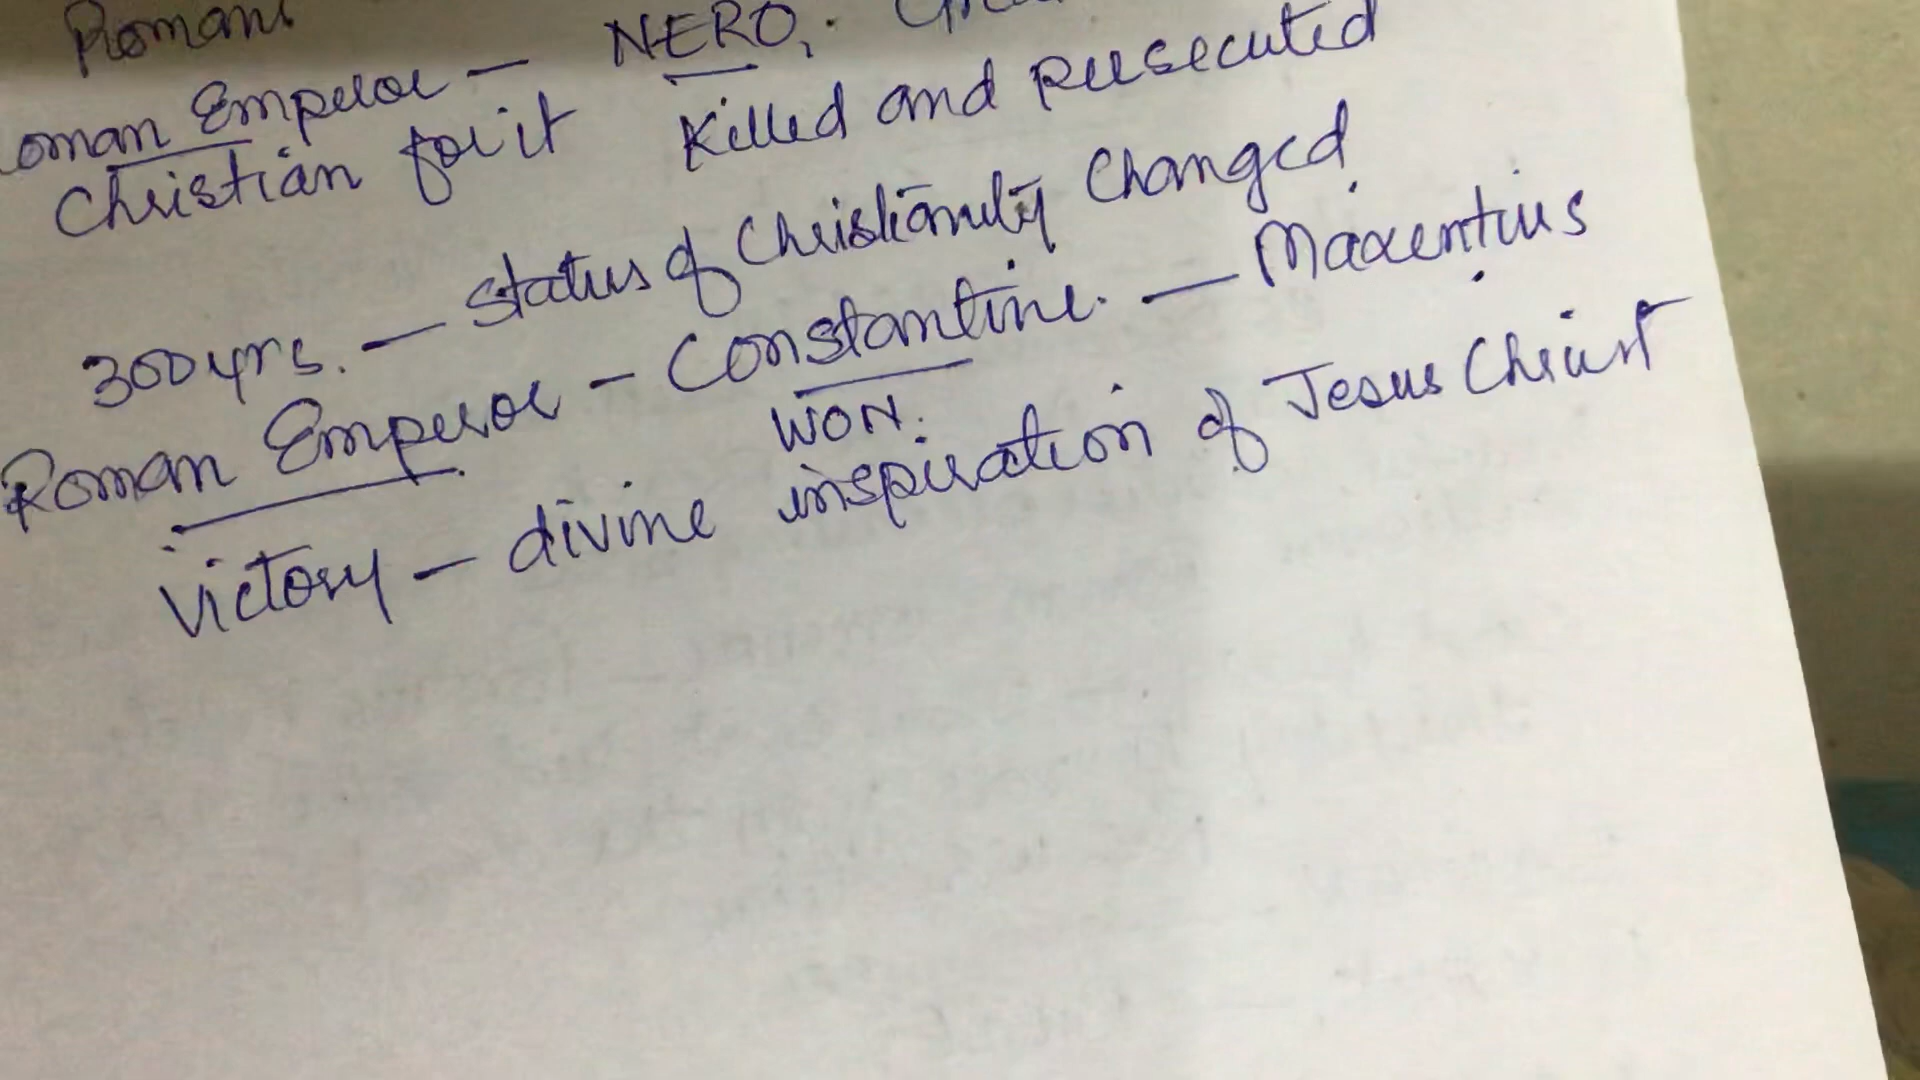 Romans
Roman Emperor — NERO.
Christian for it killed and persecuted
300 yrs. — status of Christianity changed
Roman Emperor - Constantine. — Maxentius
WON.
Victory — divine inspiration of Jesus Christ